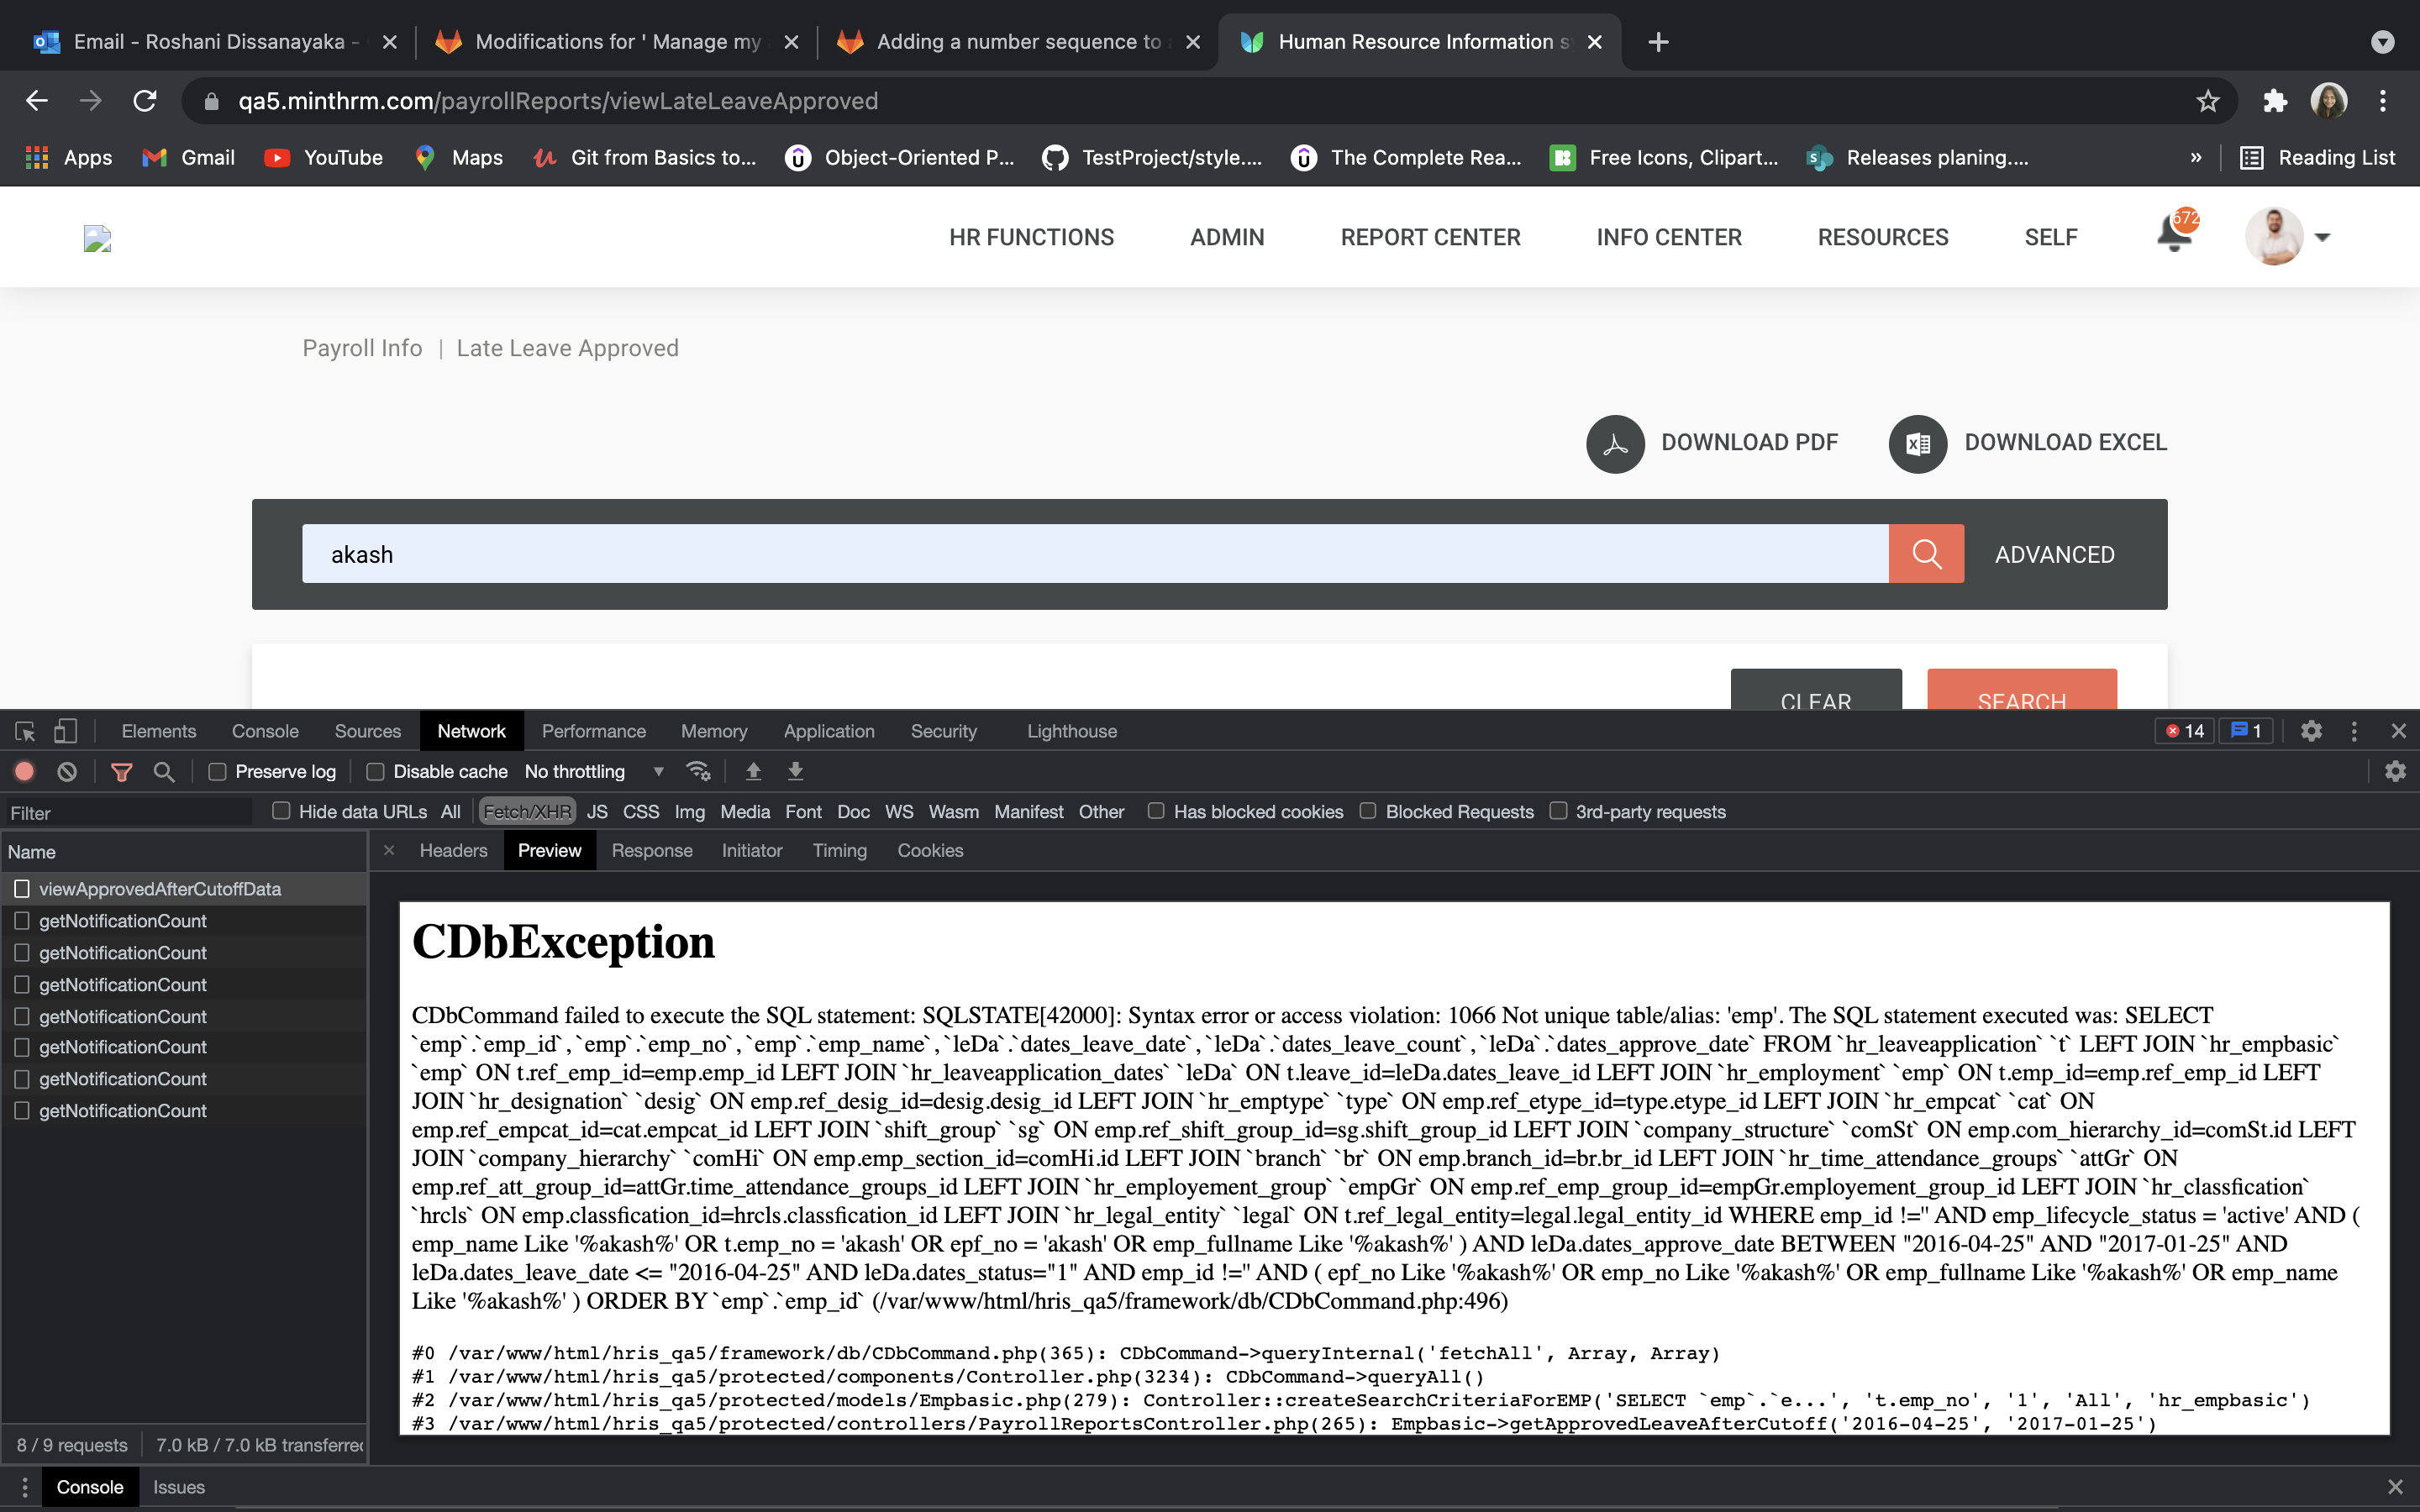 Email - Roshani Dissanayaka -
Modifications for ' Manage my
Adding a number sequence to
Human Resource Information s
qa5.minthrm.com/payrollReports/viewLateLeaveApproved
Apps
Gmail
YouTube
Maps
Git from Basics to...
Object-Oriented P...
TestProject/style....
The Complete Rea...
Free Icons, Clipart...
Releases planing....
»
Reading List
HR FUNCTIONS
ADMIN
REPORT CENTER
INFO CENTER
RESOURCES
SELF
672
Payroll Info | Late Leave Approved
DOWNLOAD PDF
DOWNLOAD EXCEL
akash
ADVANCED
CLEAR
SEARCH
Elements
Console
Sources
Network
Performance
Memory
Application
Security
Lighthouse
14
1
Preserve log
Disable cache
No throttling
Filter
Hide data URLs
All
Fetch/XHR
JS
CSS
Img
Media
Font
Doc
WS
Wasm
Manifest
Other
Has blocked cookies
Blocked Requests
3rd-party requests
Name
Headers
Preview
Response
Initiator
Timing
Cookies
viewApprovedAfterCutoffData
getNotificationCount
getNotificationCount
getNotificationCount
getNotificationCount
getNotificationCount
getNotificationCount
getNotificationCount
CDbException
CDbCommand failed to execute the SQL statement: SQLSTATE[42000]: Syntax error or access violation: 1066 Not unique table/alias: 'emp'. The SQL statement executed was: SELECT
`emp`.`emp_id`,`emp`.`emp_no`,`emp`.`emp_name`,`leDa`.`dates_leave_date`,`leDa`.`dates_leave_count`,`leDa`.`dates_approve_date` FROM `hr_leaveapplication` `t` LEFT JOIN `hr_empbasic`
`emp` ON t.ref_emp_id=emp.emp_id LEFT JOIN `hr_leaveapplication_dates` `leDa` ON t.leave_id=leDa.dates_leave_id LEFT JOIN `hr_employment` `emp` ON t.emp_id=emp.ref_emp_id LEFT
JOIN `hr_designation` `desig` ON emp.ref_desig_id=desig.desig_id LEFT JOIN `hr_emptype` `type` ON emp.ref_etype_id=type.etype_id LEFT JOIN `hr_empcat` `cat` ON
emp.ref_empcat_id=cat.empcat_id LEFT JOIN `shift_group` `sg` ON emp.ref_shift_group_id=sg.shift_group_id LEFT JOIN `company_structure` `comSt` ON emp.com_hierarchy_id=comSt.id LEFT
JOIN `company_hierarchy` `comHi` ON emp.emp_section_id=comHi.id LEFT JOIN `branch` `br` ON emp.branch_id=br.br_id LEFT JOIN `hr_time_attendance_groups` `attGr` ON
emp.ref_att_group_id=attGr.time_attendance_groups_id LEFT JOIN `hr_employement_group` `empGr` ON emp.ref_emp_group_id=empGr.employement_group_id LEFT JOIN `hr_classfication`
`hrcls` ON emp.classfication_id=hrcls.classfication_id LEFT JOIN `hr_legal_entity` `legal` ON t.ref_legal_entity=legal.legal_entity_id WHERE emp_id !='' AND emp_lifecycle_status = 'active' AND (
emp_name Like '%akash%' OR t.emp_no = 'akash' OR epf_no = 'akash' OR emp_fullname Like '%akash%' ) AND leDa.dates_approve_date BETWEEN "2016-04-25" AND "2017-01-25" AND
leDa.dates_leave_date <= "2016-04-25" AND leDa.dates_status="1" AND emp_id !='' AND ( epf_no Like '%akash%' OR emp_no Like '%akash%' OR emp_fullname Like '%akash%' OR emp_name
Like '%akash%' ) ORDER BY `emp`.`emp_id` (/var/www/html/hris_qa5/framework/db/CDbCommand.php:496)
#0 /var/www/html/hris_qa5/framework/db/CDbCommand.php(365): CDbCommand->queryInternal('fetchAll', Array, Array)
#1 /var/www/html/hris_qa5/protected/components/Controller.php(3234): CDbCommand->queryAll()
#2 /var/www/html/hris_qa5/protected/models/Empbasic.php(279): Controller::createSearchCriteriaForEMP('SELECT `emp`.`e...', 't.emp_no', '1', 'All', 'hr_empbasic')
#3 /var/www/html/hris_qa5/protected/controllers/PayrollReportsController.php(265): Empbasic->getApprovedLeaveAfterCutoff('2016-04-25', '2017-01-25')
8 / 9 requests
7.0 kB / 7.0 kB transferred
Console
Issues